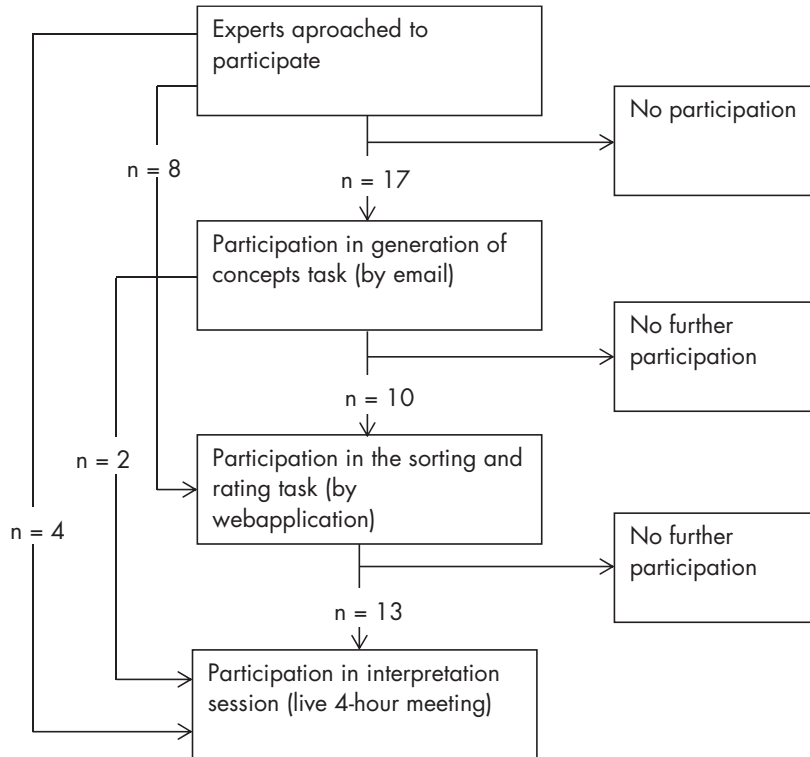 Experts aproached to
participate
No participation
n = 8
n = 17
Participation in generation of
concepts task (by email)
No further
participation
n = 10
n = 2
Participation in the sorting and
rating task (by
webapplication)
n = 4
No further
participation
n = 13
Participation in interpretation
session (live 4-hour meeting)